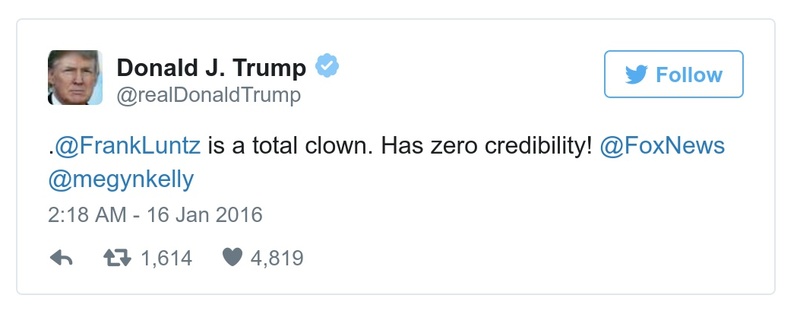 Donald J. Trump
@realDonaldTrump
Follow
.@FrankLuntz is a total clown. Has zero credibility! @FoxNews
@megynkelly
2:18 AM - 16 Jan 2016
1,614 4,819